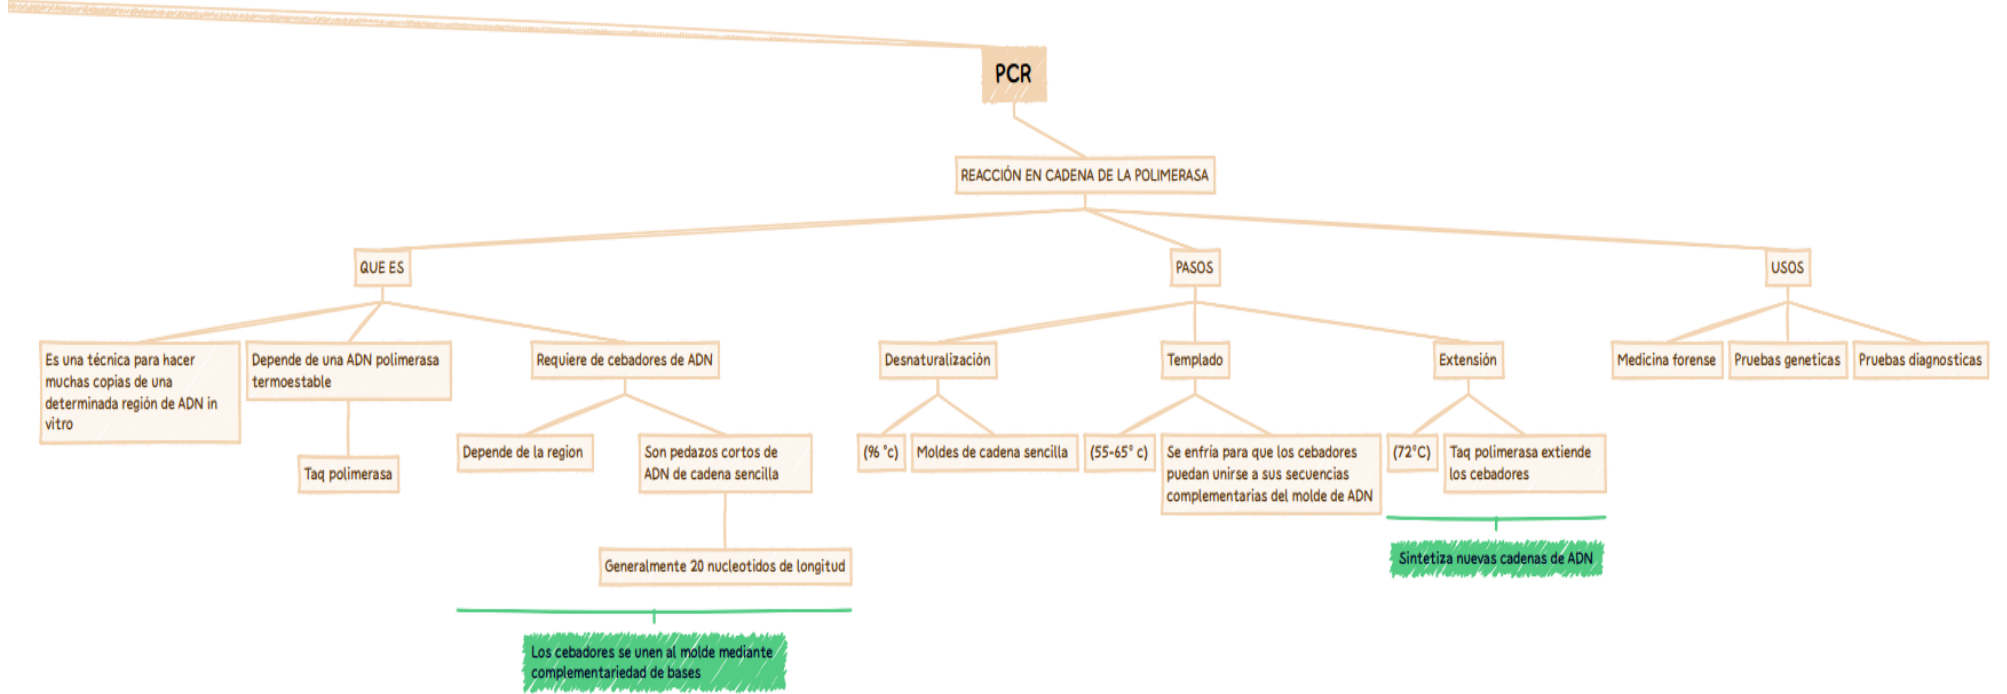 PCR
REACCIÓN EN CADENA DE LA POLIMERASA
QUE ES
PASOS
USOS
Es una técnica para hacer
muchas copias de una
determinada región de ADN in
vitro
Depende de una ADN polimerasa
termoestable
Taq polimerasa
Requiere de cebadores de ADN
Depende de la region
Son pedazos cortos de
ADN de cadena sencilla
Generalmente 20 nucleotidos de longitud
Los cebadores se unen al molde mediante
complementariedad de bases
Desnaturalización
(% °c)
Moldes de cadena sencilla
Templado
(55-65° c)
Se enfría para que los cebadores
puedan unirse a sus secuencias
complementarias del molde de ADN
Extensión
(72°C)
Taq polimerasa extiende
los cebadores
Sintetiza nuevas cadenas de ADN
Medicina forense
Pruebas geneticas
Pruebas diagnosticas